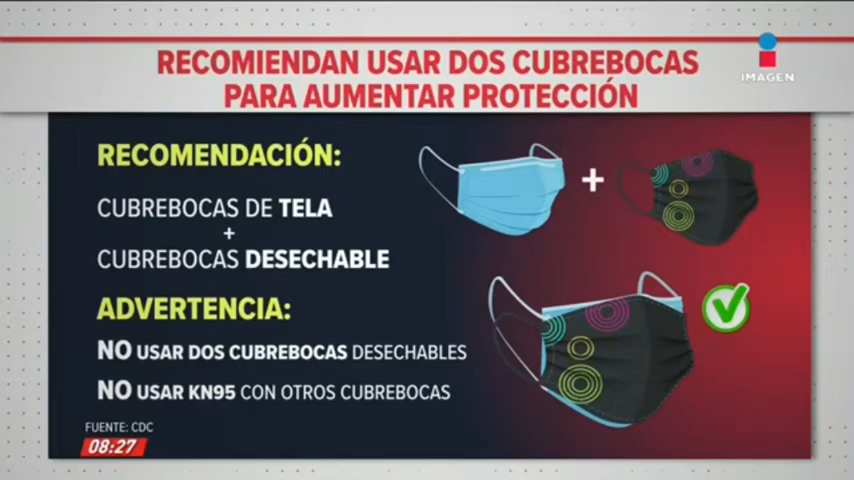 RECOMIENDAN USAR DOS CUBREBOCAS
PARA AUMENTAR PROTECCIÓN
IMAGEN
RECOMENDACIÓN:
CUBREBOCAS DE TELA
+
CUBREBOCAS DESECHABLE
+
ADVERTENCIA:
NO USAR DOS CUBREBOCAS DESECHABLES
NO USAR KN95 CON OTROS CUBREBOCAS
FUENTE: CDC
08:27